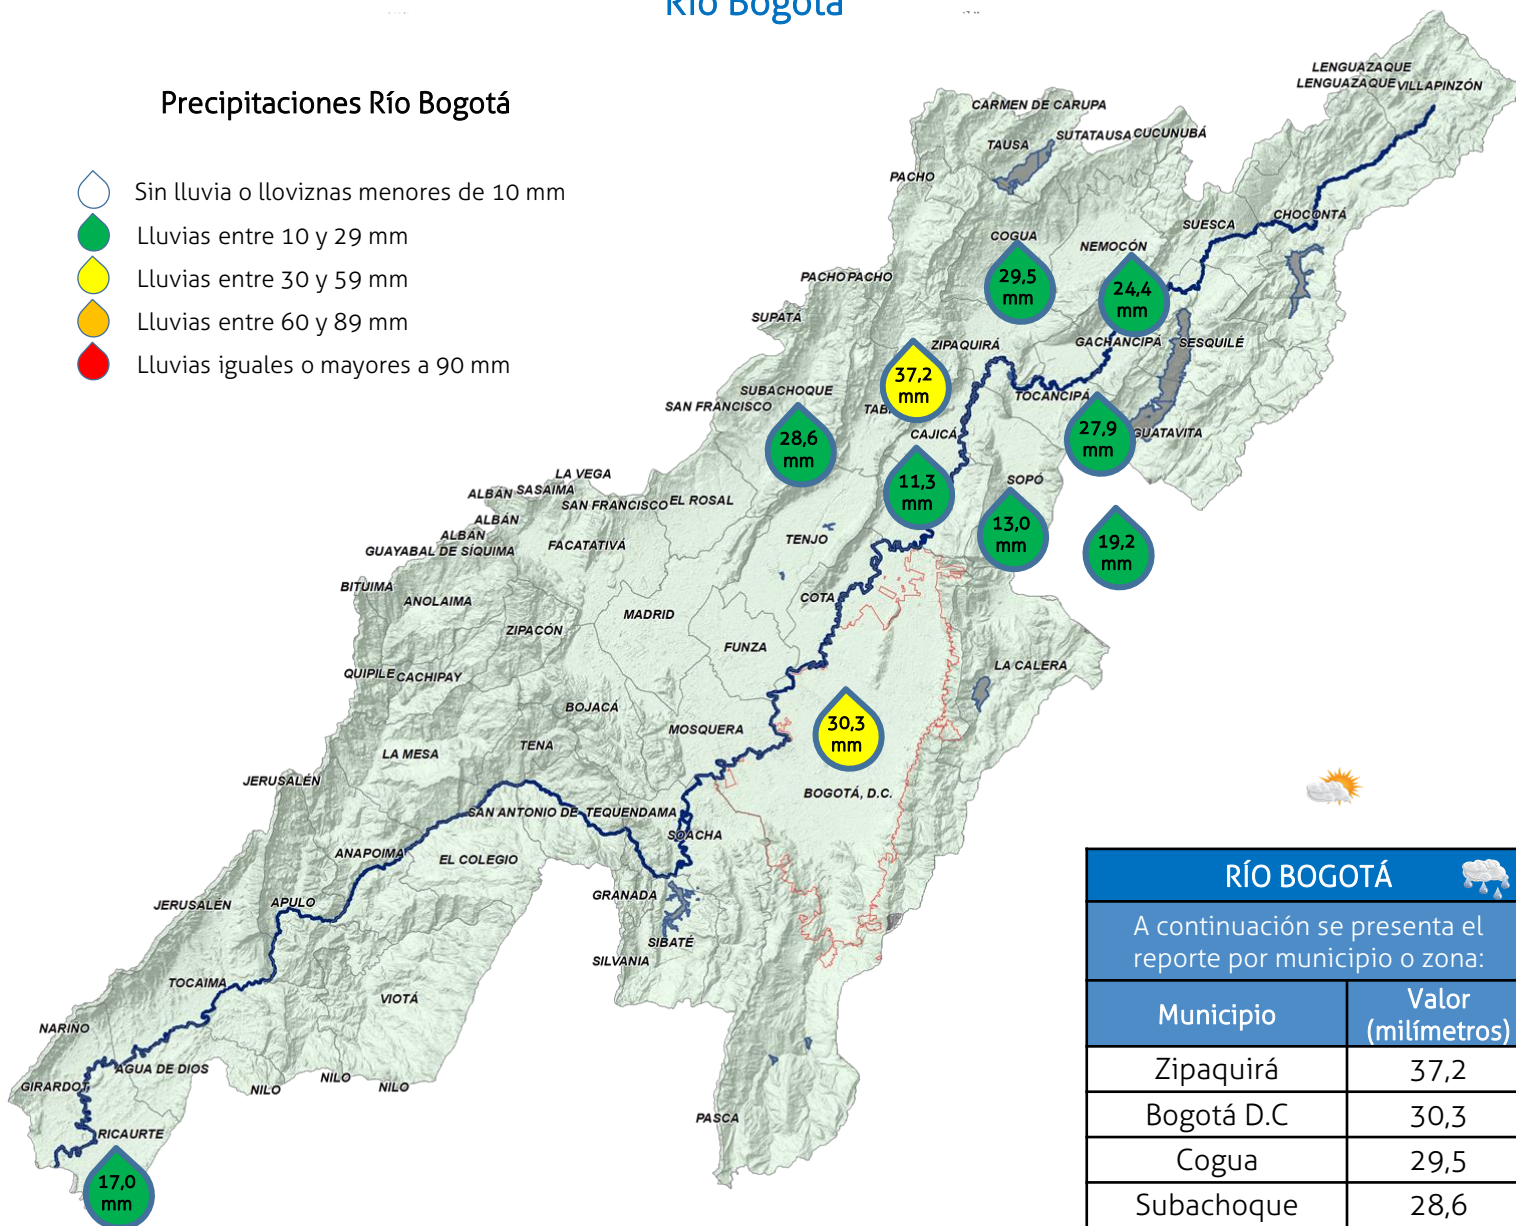 Río Bogotá
Precipitaciones Río Bogotá
Sin lluvia o lloviznas menores de 10 mm
Lluvias entre 10 y 29 mm
Lluvias entre 30 y 59 mm
Lluvias entre 60 y 89 mm
Lluvias iguales o mayores a 90 mm
LENGUAZAQUE
LENGUAZAQUE VILLAPINZÓN
CARMEN DE CARUPA
SUTATAUSA CUCUNUBÁ
TAUSA
PACHO
CHOCONTÁ
SUESCA
COGUA
NEMOCÓN
29,5
mm
24,4
mm
PACHO PACHO
SUPATÁ
ZIPAQUIRÁ
GACHANCIPÁ
SESQUILÉ
37,2
mm
SUBACHOQUE
SAN FRANCISCO
TOCANCIPÁ
CAJICÁ
28,6
mm
27,9
mm
GUATAVITA
LA VEGA
ALBÁN SASAIMA
SAN FRANCISCO
EL ROSAL
11,3
mm
SOPÓ
13,0
mm
19,2
mm
ALBÁN
ALBÁN
GUAYABAL DE SÍQUIMA
FACATATIVÁ
TENJO
BITUIMA
ANOLAIMA
COTA
MADRID
ZIPACÓN
FUNZA
LA CALERA
QUIPILE CACHIPAY
BOJACÁ
MOSQUERA
30,3
mm
LA MESA
TENA
JERUSALÉN
BOGOTÁ, D.C.
SAN ANTONIO DE TEQUENDAMA
SOACHA
ANAPOIMA
EL COLEGIO
GRANADA
JERUSALÉN
APULO
SIBATÉ
SILVANIA
TOCAIMA
VIOTÁ
NARIÑO
AGUA DE DIOS
GIRARDOT
NILO
NILO
NILO
PASCA
RICAURTE
17,0
mm
RÍO BOGOTÁ
A continuación se presenta el
reporte por municipio o zona:
Municipio
Valor
(milímetros)
Zipaquirá 37,2
Bogotá D.C 30,3
Cogua 29,5
Subachoque 28,6